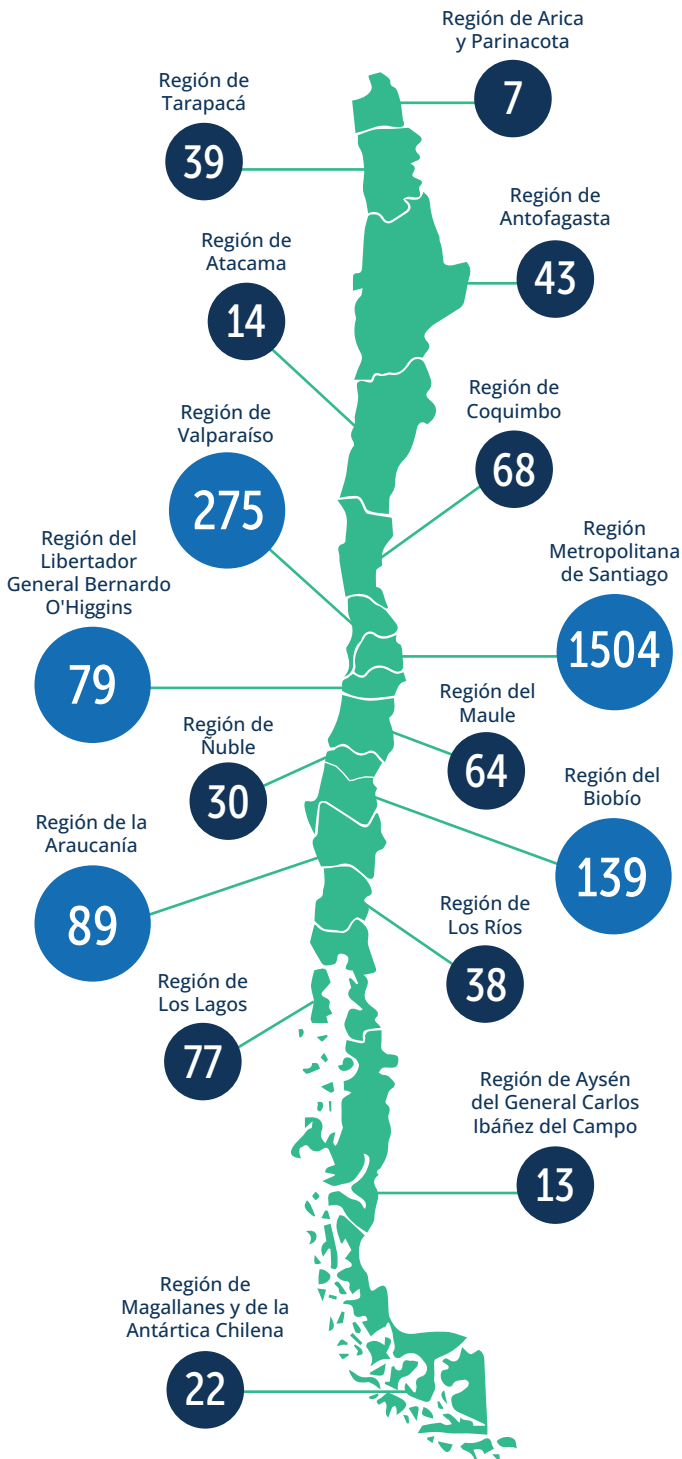 Región de Arica
y Parinacota
7
Región de
Tarapacá
39
Región de
Antofagasta
43
Región de
Atacama
14
Región de
Coquimbo
68
Región de
Valparaíso
275
Región
Metropolitana
de Santiago
1504
Región del
Libertador
General Bernardo
O'Higgins
79
Región del
Maule
64
Región de
Ñuble
30
Región del
Biobío
139
Región de la
Araucanía
89
Región de
Los Ríos
38
Región de
Los Lagos
77
Región de Aysén
del General Carlos
Ibáñez del Campo
13
Región de
Magallanes y de la
Antártica Chilena
22